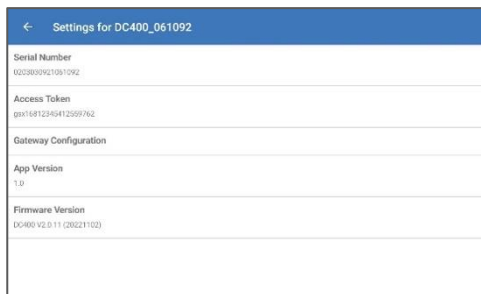 ← Settings for DC400_061092
Serial Number
0203030921061092
Access Token
gsx16812345412559762
Gateway Configuration
App Version
1.0
Firmware Version
DC400 V2.0.11 (20221102)